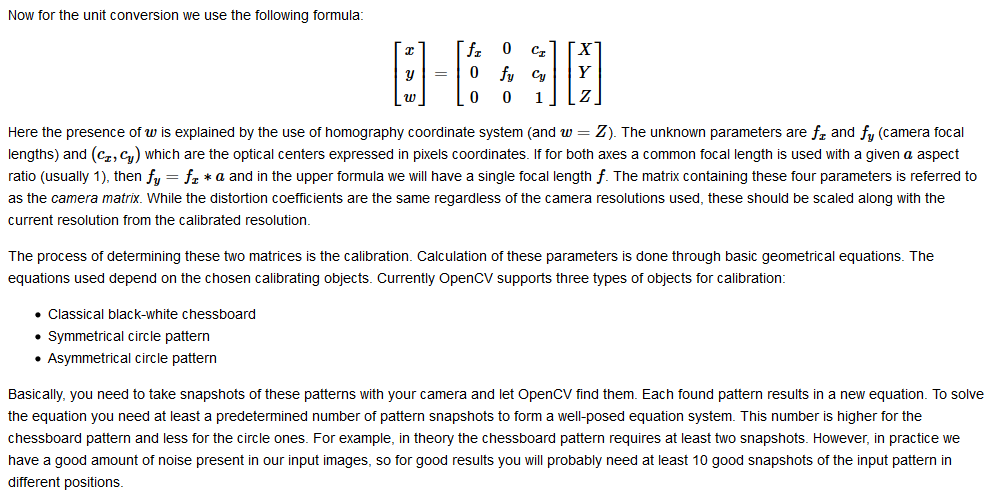 Now for the unit conversion we use the following formula:
[x y w] = [f_x 0 c_x; 0 f_y c_y; 0 0 1] [X Y Z]
Here the presence of w is explained by the use of homography coordinate system (and w = Z). The unknown parameters are f_x and f_y (camera focal
lengths) and (c_x, c_y) which are the optical centers expressed in pixels coordinates. If for both axes a common focal length is used with a given a aspect
ratio (usually 1), then f_y = f_x * a and in the upper formula we will have a single focal length f. The matrix containing these four parameters is referred to
as the camera matrix. While the distortion coefficients are the same regardless of the camera resolutions used, these should be scaled along with the
current resolution from the calibrated resolution.
The process of determining these two matrices is the calibration. Calculation of these parameters is done through basic geometrical equations. The
equations used depend on the chosen calibrating objects. Currently OpenCV supports three types of objects for calibration:
• Classical black-white chessboard
• Symmetrical circle pattern
• Asymmetrical circle pattern
Basically, you need to take snapshots of these patterns with your camera and let OpenCV find them. Each found pattern results in a new equation. To solve
the equation you need at least a predetermined number of pattern snapshots to form a well-posed equation system. This number is higher for the
chessboard pattern and less for the circle ones. For example, in theory the chessboard pattern requires at least two snapshots. However, in practice we
have a good amount of noise present in our input images, so for good results you will probably need at least 10 good snapshots of the input pattern in
different positions.